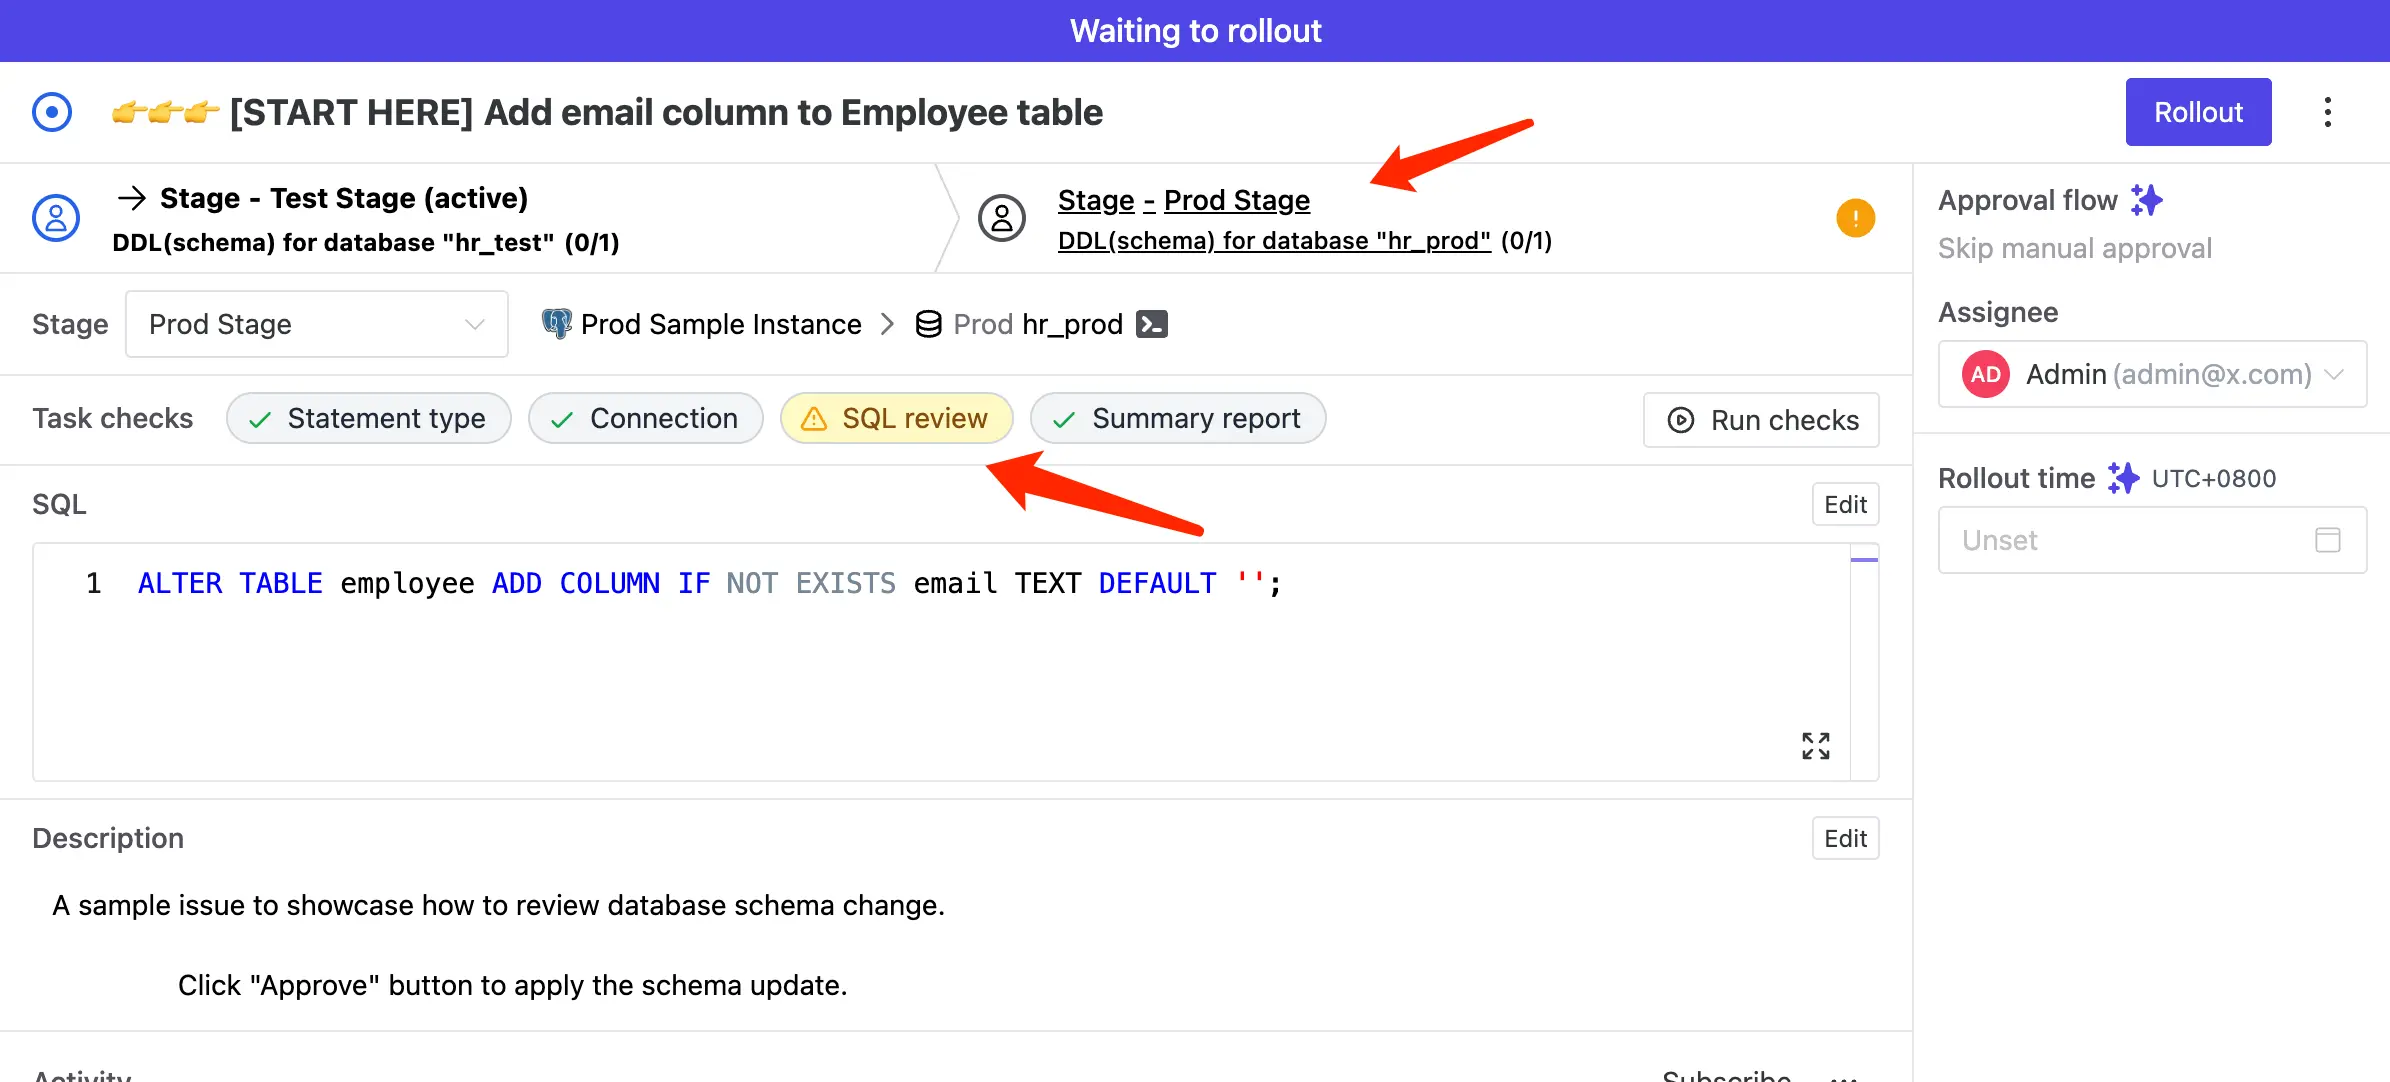 Waiting to rollout
👉👉👉 [START HERE] Add email column to Employee table
Rollout
→ Stage - Test Stage (active)
DDL(schema) for database "hr_test" (0/1)
Stage - Prod Stage
DDL(schema) for database "hr_prod" (0/1)
Approval flow
Skip manual approval
Assignee
AD Admin (admin@x.com)
Rollout time UTC+0800
Unset
Stage Prod Stage Prod Sample Instance > Prod hr_prod
Task checks Statement type Connection SQL review Summary report Run checks
SQL Edit
1 ALTER TABLE employee ADD COLUMN IF NOT EXISTS email TEXT DEFAULT '';
Description Edit
A sample issue to showcase how to review database schema change.
Click "Approve" button to apply the schema update.
Activity Subscribe